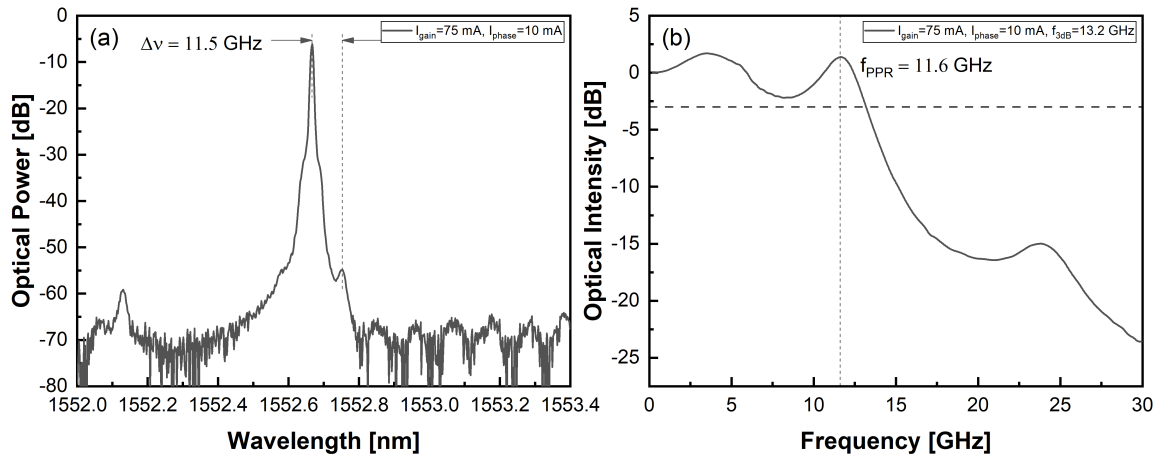 (a)
I_gain=75 mA, I_phase=10 mA
Δν = 11.5 GHz
0
-10
-20
-30
-40
-50
-60
-70
-80
1552.0 1552.2 1552.4 1552.6 1552.8 1553.0 1553.2 1553.4
Optical Power [dB]
Wavelength [nm]
(b)
I_gain=75 mA, I_phase=10 mA, f_3dB=13.2 GHz
f_PPR = 11.6 GHz
5
0
-5
-10
-15
-20
-25
0 5 10 15 20 25 30
Optical Intensity [dB]
Frequency [GHz]